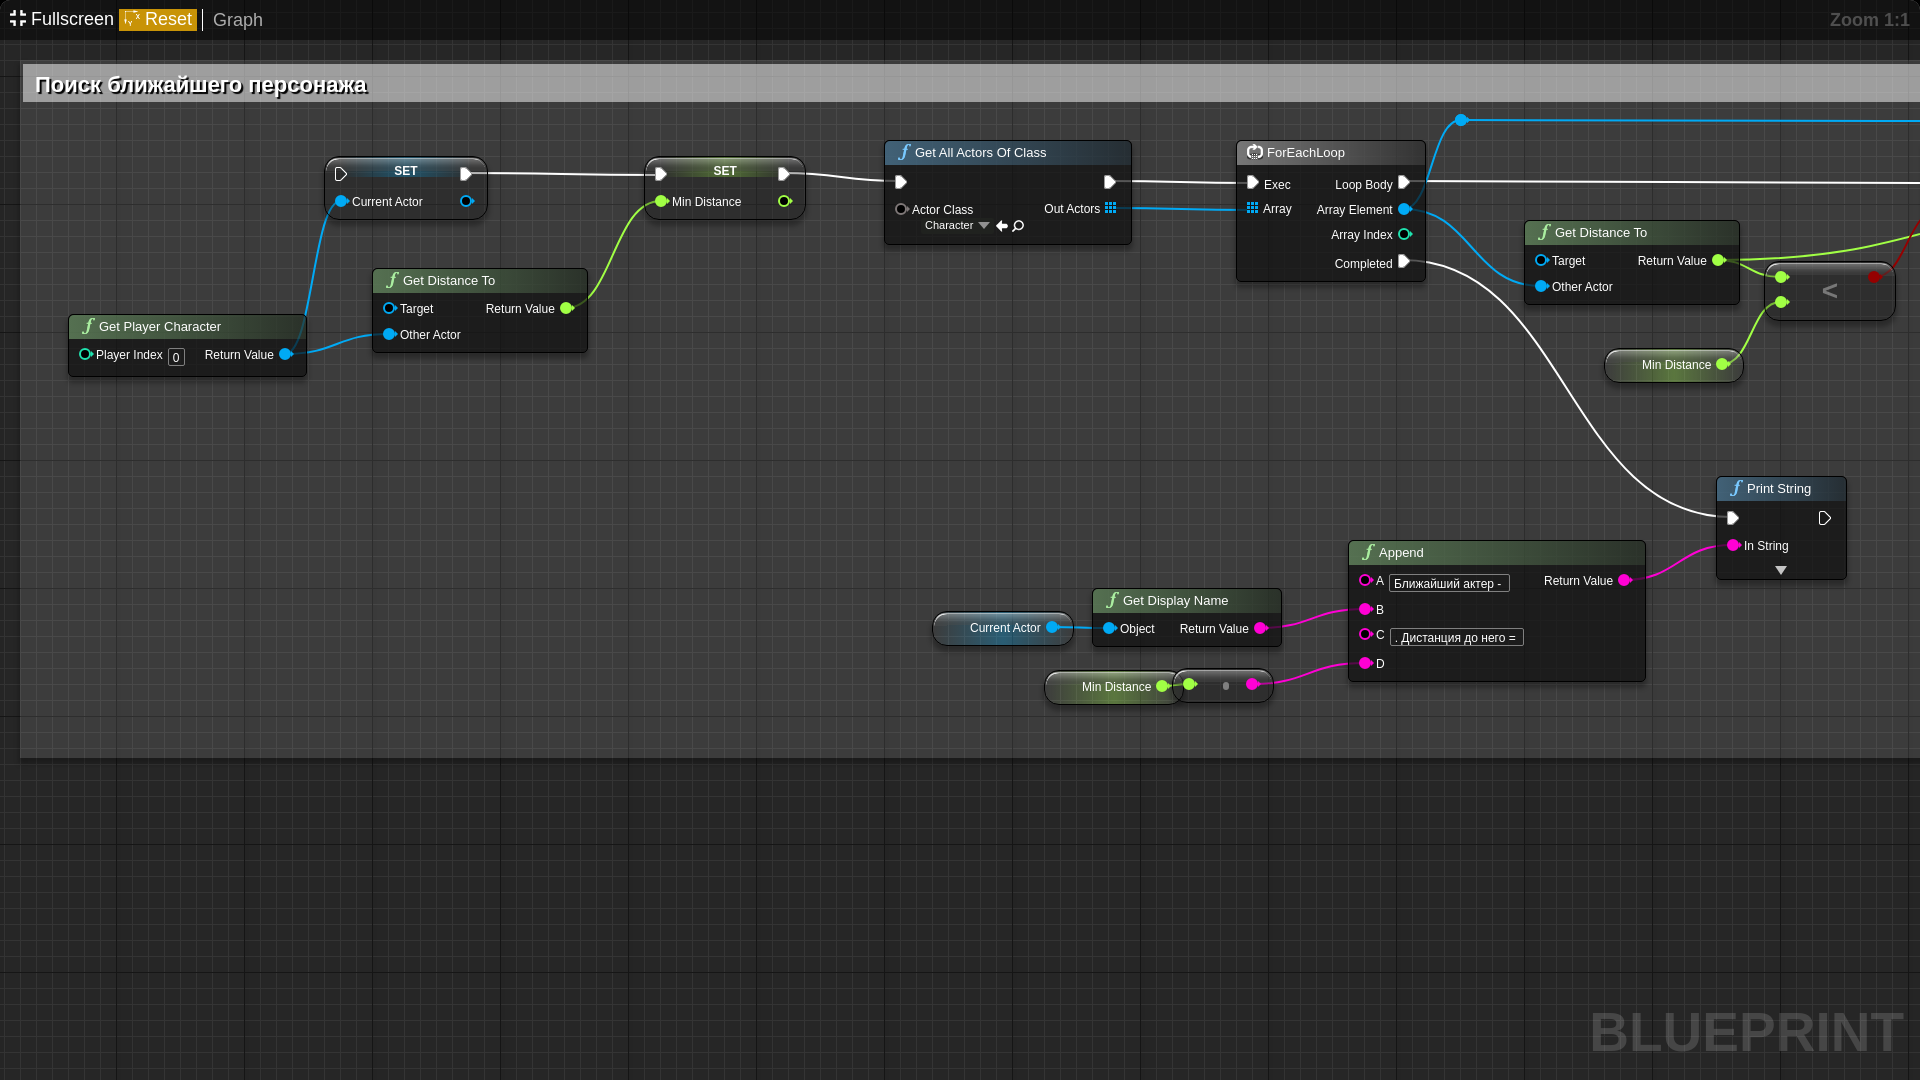 Fullscreen Reset Graph Zoom 1:1
Поиск ближайшего персонажа
SET
Current Actor
SET
Min Distance
Get All Actors Of Class
Actor Class Out Actors
Character
ForEachLoop
Exec Loop Body
Array Array Element
Array Index
Completed
Get Distance To
Target Return Value
Other Actor
<
Min Distance
Get Distance To
Target Return Value
Other Actor
Get Player Character
Player Index 0 Return Value
Print String
In String
Append
A Ближайший актер - Return Value
B
C . Дистанция до него =
D
Get Display Name
Object Return Value
Current Actor
Min Distance
BLUEPRINT